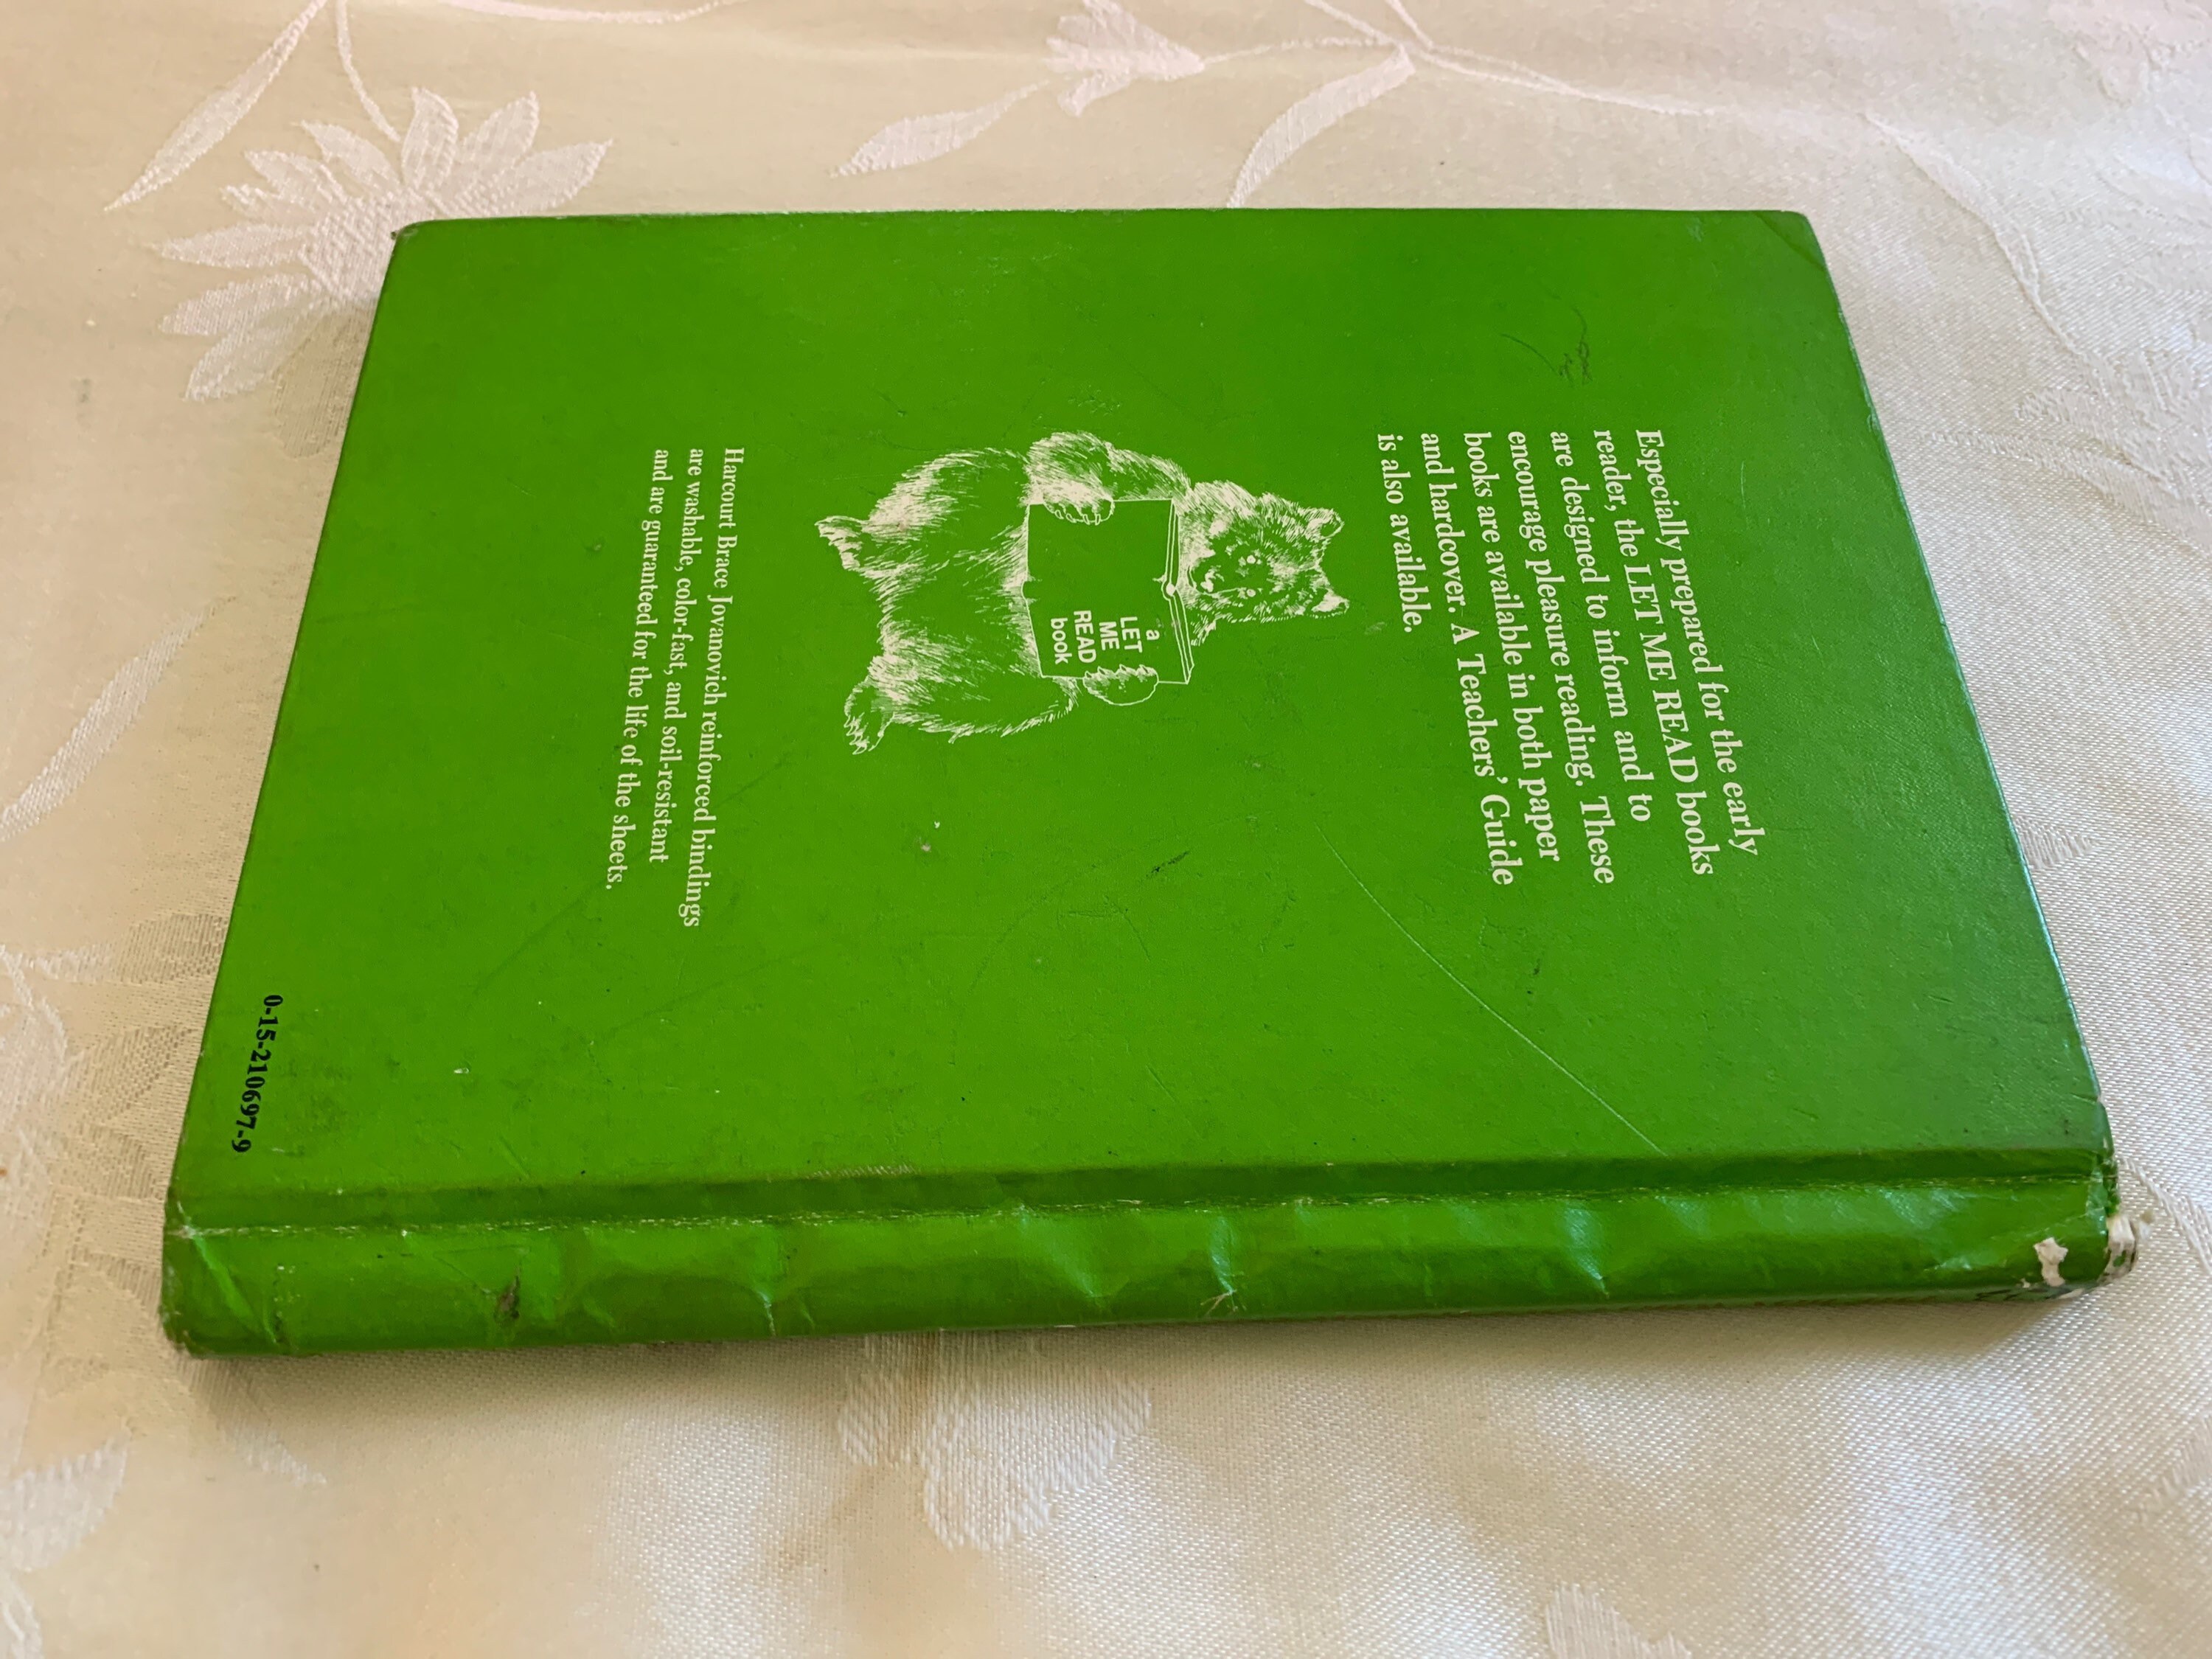 Especially prepared for the early
reader, the LET ME READ books
are designed to inform and to
encourage pleasure reading. These
books are available in both paper
and hardcover. A Teachers' Guide
is also available.
a
LET
ME
READ
book
Harcourt Brace Jovanovich reinforced bindings
are washable, color-fast, and soil-resistant
and are guaranteed for the life of the sheets.
0-15-210697-9